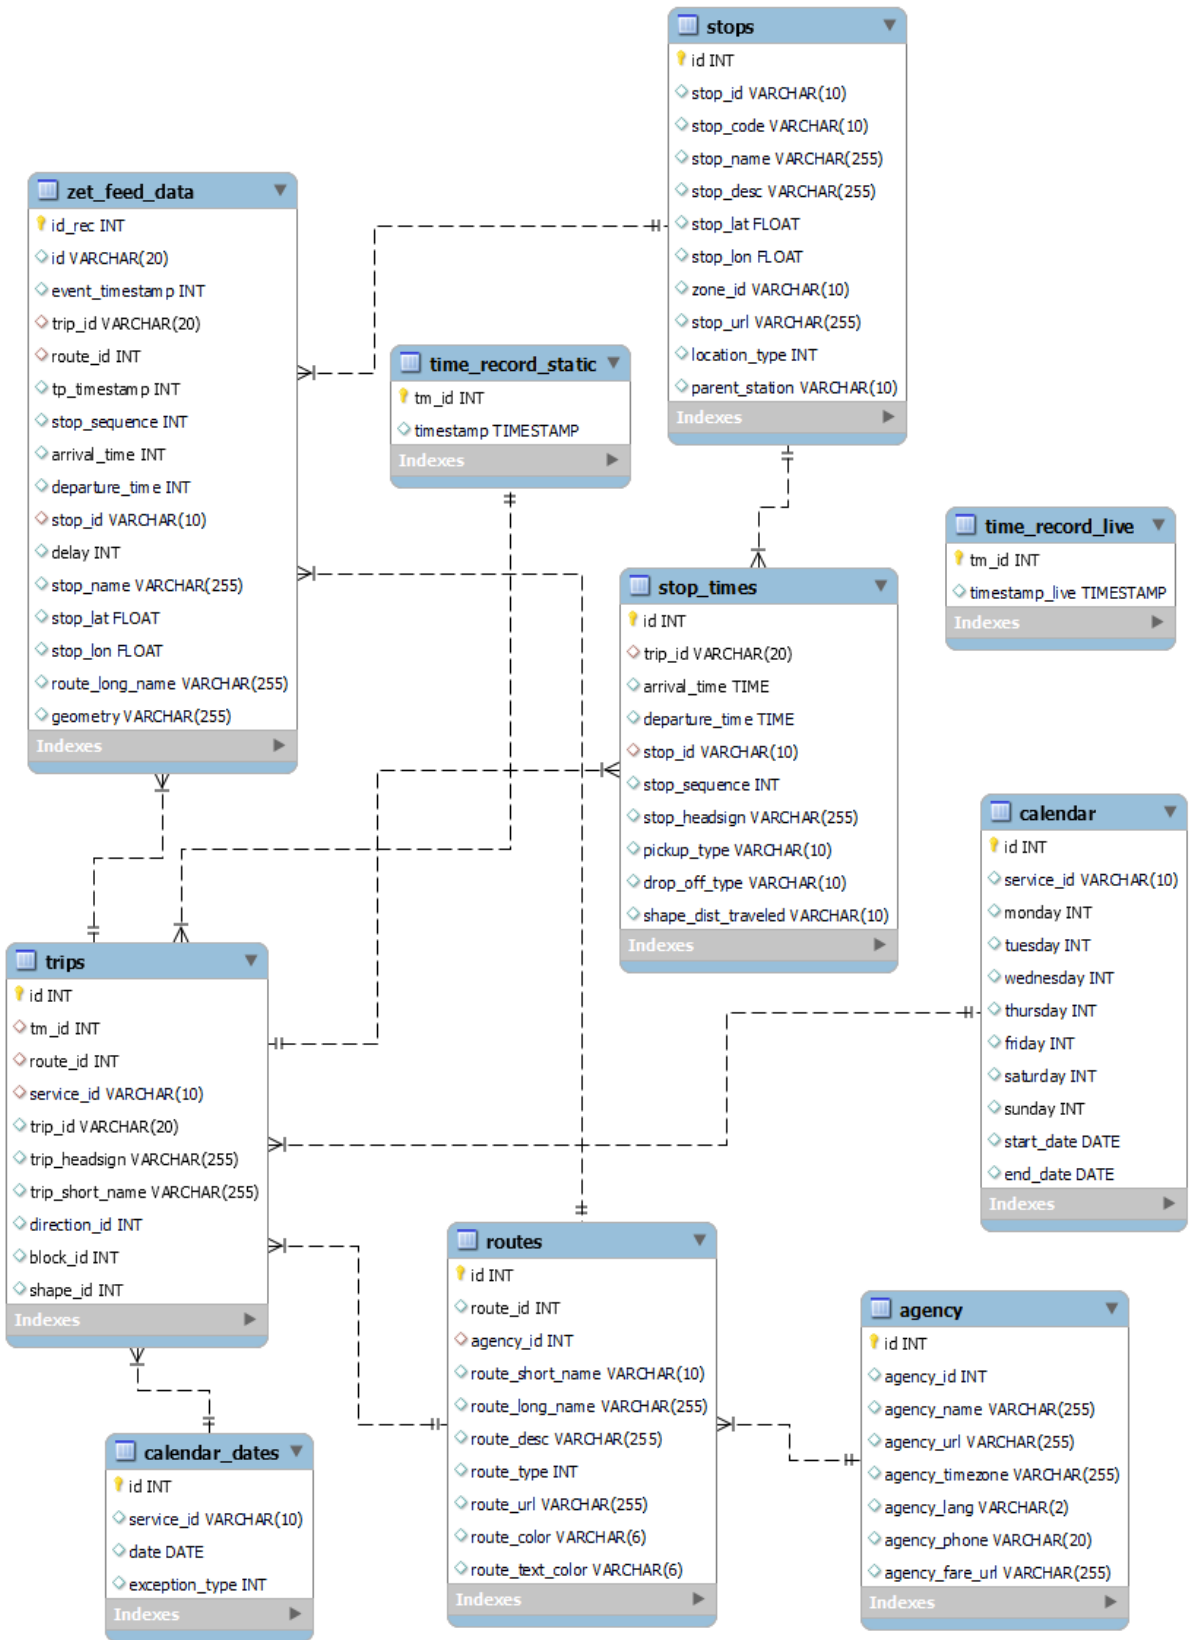 stops
id INT
stop_id VARCHAR(10)
stop_code VARCHAR(10)
stop_name VARCHAR(255)
stop_desc VARCHAR(255)
stop_lat FLOAT
stop_lon FLOAT
zone_id VARCHAR(10)
stop_url VARCHAR(255)
location_type INT
parent_station VARCHAR(10)
Indexes
zet_feed_data
id_rec INT
id VARCHAR(20)
event_timestamp INT
trip_id VARCHAR(20)
route_id INT
tp_timestamp INT
stop_sequence INT
arrival_time INT
departure_time INT
stop_id VARCHAR(10)
delay INT
stop_name VARCHAR(255)
stop_lat FLOAT
stop_lon FLOAT
route_long_name VARCHAR(255)
geometry VARCHAR(255)
Indexes
time_record_static
tm_id INT
timestamp TIMESTAMP
Indexes
time_record_live
tm_id INT
timestamp_live TIMESTAMP
Indexes
stop_times
id INT
trip_id VARCHAR(20)
arrival_time TIME
departure_time TIME
stop_id VARCHAR(10)
stop_sequence INT
stop_headsign VARCHAR(255)
pickup_type VARCHAR(10)
drop_off_type VARCHAR(10)
shape_dist_traveled VARCHAR(10)
Indexes
calendar
id INT
service_id VARCHAR(10)
monday INT
tuesday INT
wednesday INT
thursday INT
friday INT
saturday INT
sunday INT
start_date DATE
end_date DATE
Indexes
trips
id INT
tm_id INT
route_id INT
service_id VARCHAR(10)
trip_id VARCHAR(20)
trip_headsign VARCHAR(255)
trip_short_name VARCHAR(255)
direction_id INT
block_id INT
shape_id INT
Indexes
routes
id INT
route_id INT
agency_id INT
route_short_name VARCHAR(10)
route_long_name VARCHAR(255)
route_desc VARCHAR(255)
route_type INT
route_url VARCHAR(255)
route_color VARCHAR(6)
route_text_color VARCHAR(6)
Indexes
agency
id INT
agency_id INT
agency_name VARCHAR(255)
agency_url VARCHAR(255)
agency_timezone VARCHAR(255)
agency_lang VARCHAR(2)
agency_phone VARCHAR(20)
agency_fare_url VARCHAR(255)
Indexes
calendar_dates
id INT
service_id VARCHAR(10)
date DATE
exception_type INT
Indexes